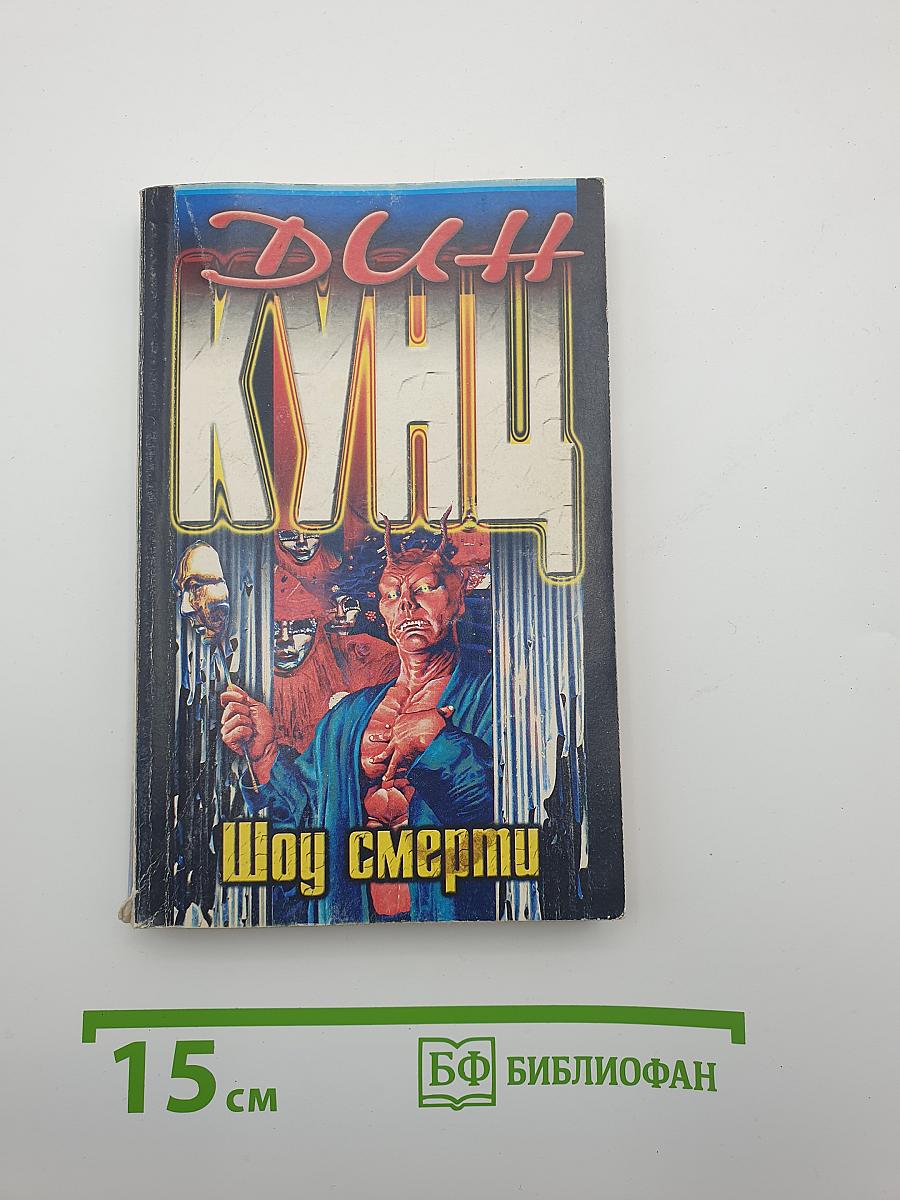 Дин
КУНЦ
Шоу смерти
15 см
БФ БИБЛИОФАН